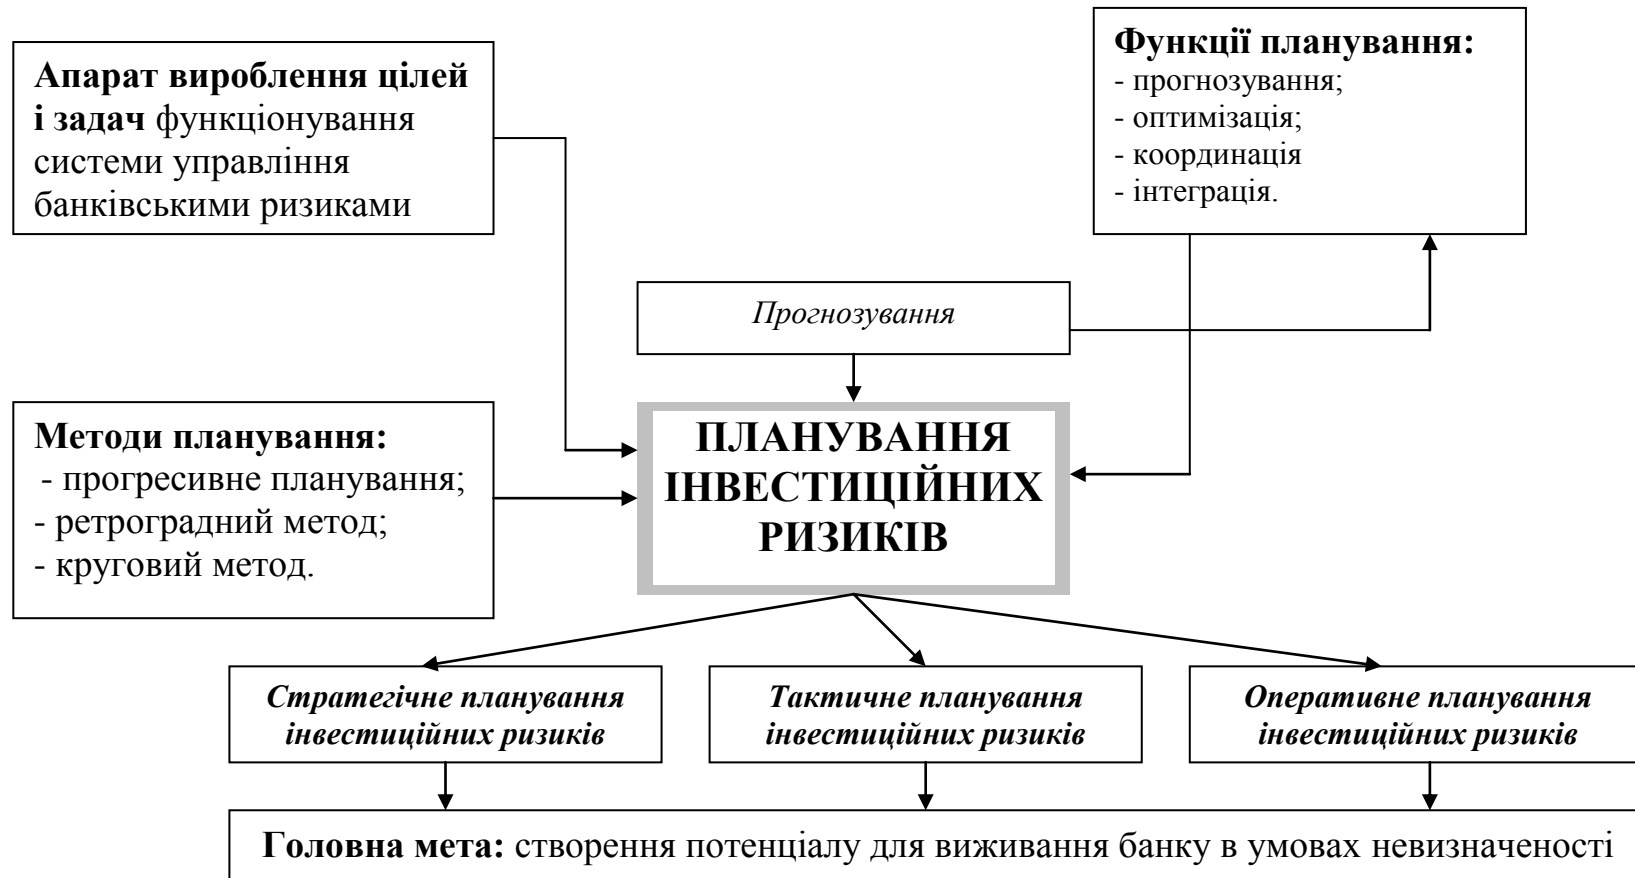 Апарат вироблення цілей
і задач функціонування
системи управління
банківськими ризиками
Функції планування:
- прогнозування;
- оптимізація;
- координація
- інтеграція.
Прогнозування
Методи планування:
- прогресивне планування;
- ретроградний метод;
- круговий метод.
ПЛАНУВАННЯ
ІНВЕСТИЦІЙНИХ
РИЗИКІВ
Стратегічне планування
інвестиційних ризиків
Тактичне планування
інвестиційних ризиків
Оперативне планування
інвестиційних ризиків
Головна мета: створення потенціалу для виживання банку в умовах невизначеності